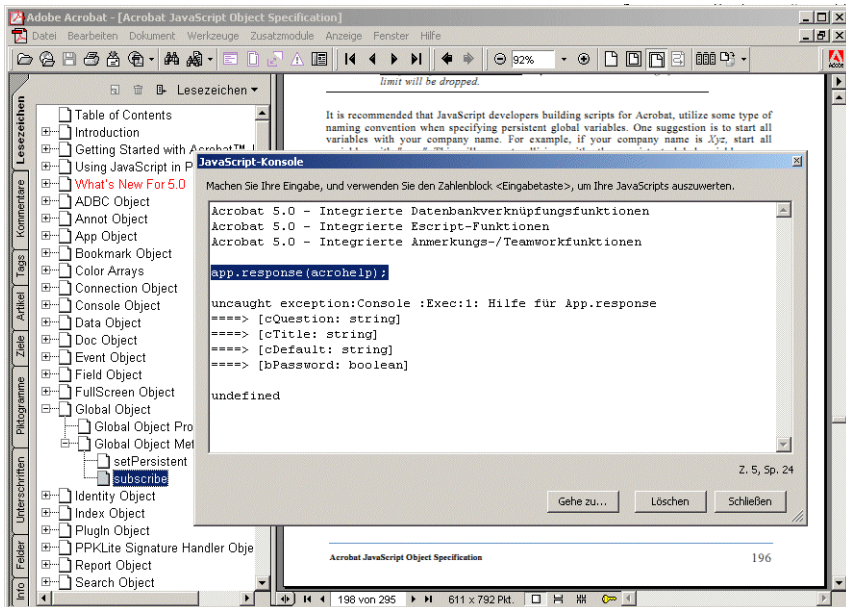 Adobe Acrobat - [Acrobat JavaScript Object Specification]
Datei Bearbeiten Dokument Werkzeuge Zusatzmodule Anzeige Fenster Hilfe
92%
Adobe
Lesezeichen
Kommentare
Tags
Artikel
Ziele
Piktogramme
Unterschriften
Felder
Info
Lesezeichen
Table of Contents
Introduction
Getting Started with Acrobat™
Using JavaScript in P
What's New For 5.0
ADBC Object
Annot Object
App Object
Bookmark Object
Color Arrays
Connection Object
Console Object
Data Object
Doc Object
Event Object
Field Object
FullScreen Object
Global Object
Global Object Pro
Global Object Met
setPersistent
subscribe
Identity Object
Index Object
PlugIn Object
PPKLite Signature Handler Obje
Report Object
Search Object
limit will be dropped.
It is recommended that JavaScript developers building scripts for Acrobat, utilize some type of
naming convention when specifying persistent global variables. One suggestion is to start all
variables with your company name. For example, if your company name is Xyz, start all
JavaScript-Konsole
Machen Sie Ihre Eingabe, und verwenden Sie den Zahlenblock <Eingabetaste>, um Ihre JavaScripts auszuwerten.
Acrobat 5.0 - Integrierte Datenbankverknüpfungsfunktionen
Acrobat 5.0 - Integrierte Escript-Funktionen
Acrobat 5.0 - Integrierte Anmerkungs-/Teamworkfunktionen
app.response(acrohelp);
uncaught exception:Console :Exec:1: Hilfe für App.response
====> [cQuestion: string]
====> [cTitle: string]
====> [cDefault: string]
====> [bPassword: boolean]
undefined
Z. 5, Sp. 24
Gehe zu... Löschen Schließen
Acrobat JavaScript Object Specification 196
198 von 295 611 x 792 Pkt.